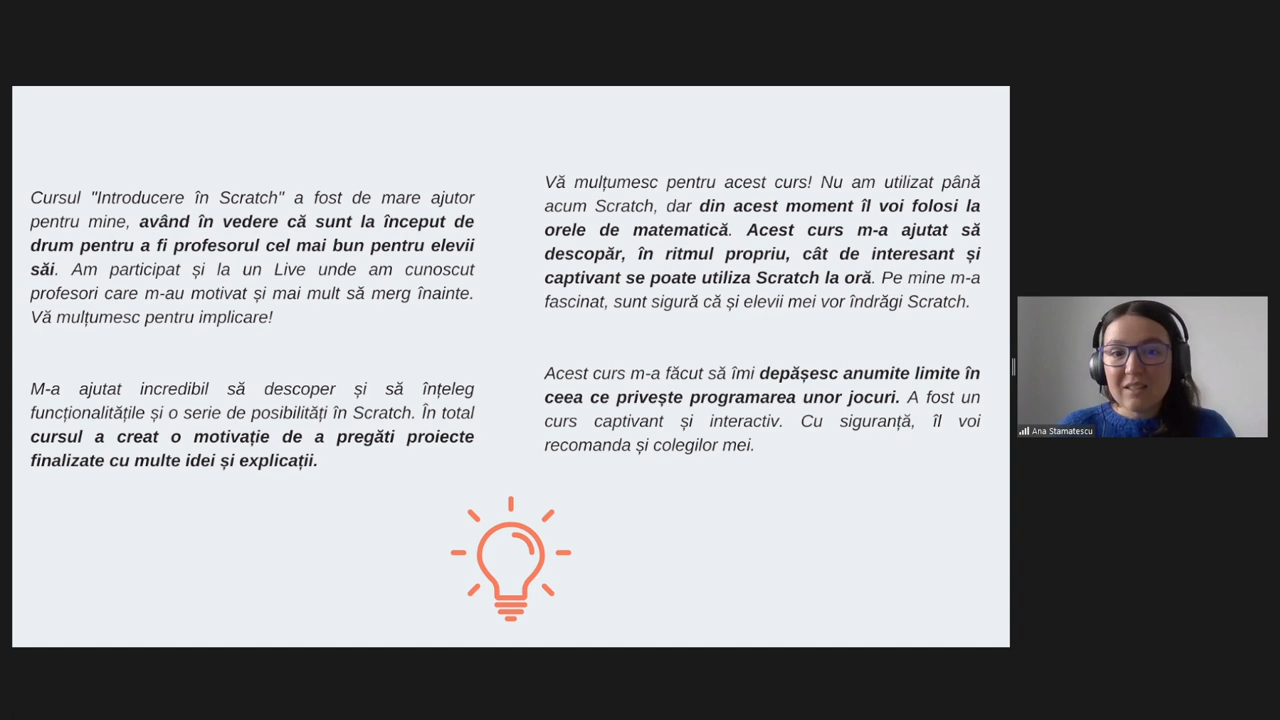 Cursul "Introducere în Scratch" a fost de mare ajutor
pentru mine, având în vedere că sunt la început de
drum pentru a fi profesorul cel mai bun pentru elevii
săi. Am participat și la un Live unde am cunoscut
profesori care m-au motivat și mai mult să merg înainte.
Vă mulțumesc pentru implicare!
M-a ajutat incredibil să descoper și să înțeleg
funcționalitățile și o serie de posibilități în Scratch. În total
cursul a creat o motivație de a pregăti proiecte
finalizate cu multe idei și explicații.
Vă mulțumesc pentru acest curs! Nu am utilizat până
acum Scratch, dar din acest moment îl voi folosi la
orele de matematică. Acest curs m-a ajutat să
descopăr, în ritmul propriu, cât de interesant și
captivant se poate utiliza Scratch la oră. Pe mine m-a
fascinat, sunt sigură că și elevii mei vor îndrăgi Scratch.
Acest curs m-a făcut să îmi depășesc anumite limite în
ceea ce privește programarea unor jocuri. A fost un
curs captivant și interactiv. Cu siguranță, îl voi
recomanda și colegilor mei.
Ana Stamatescu